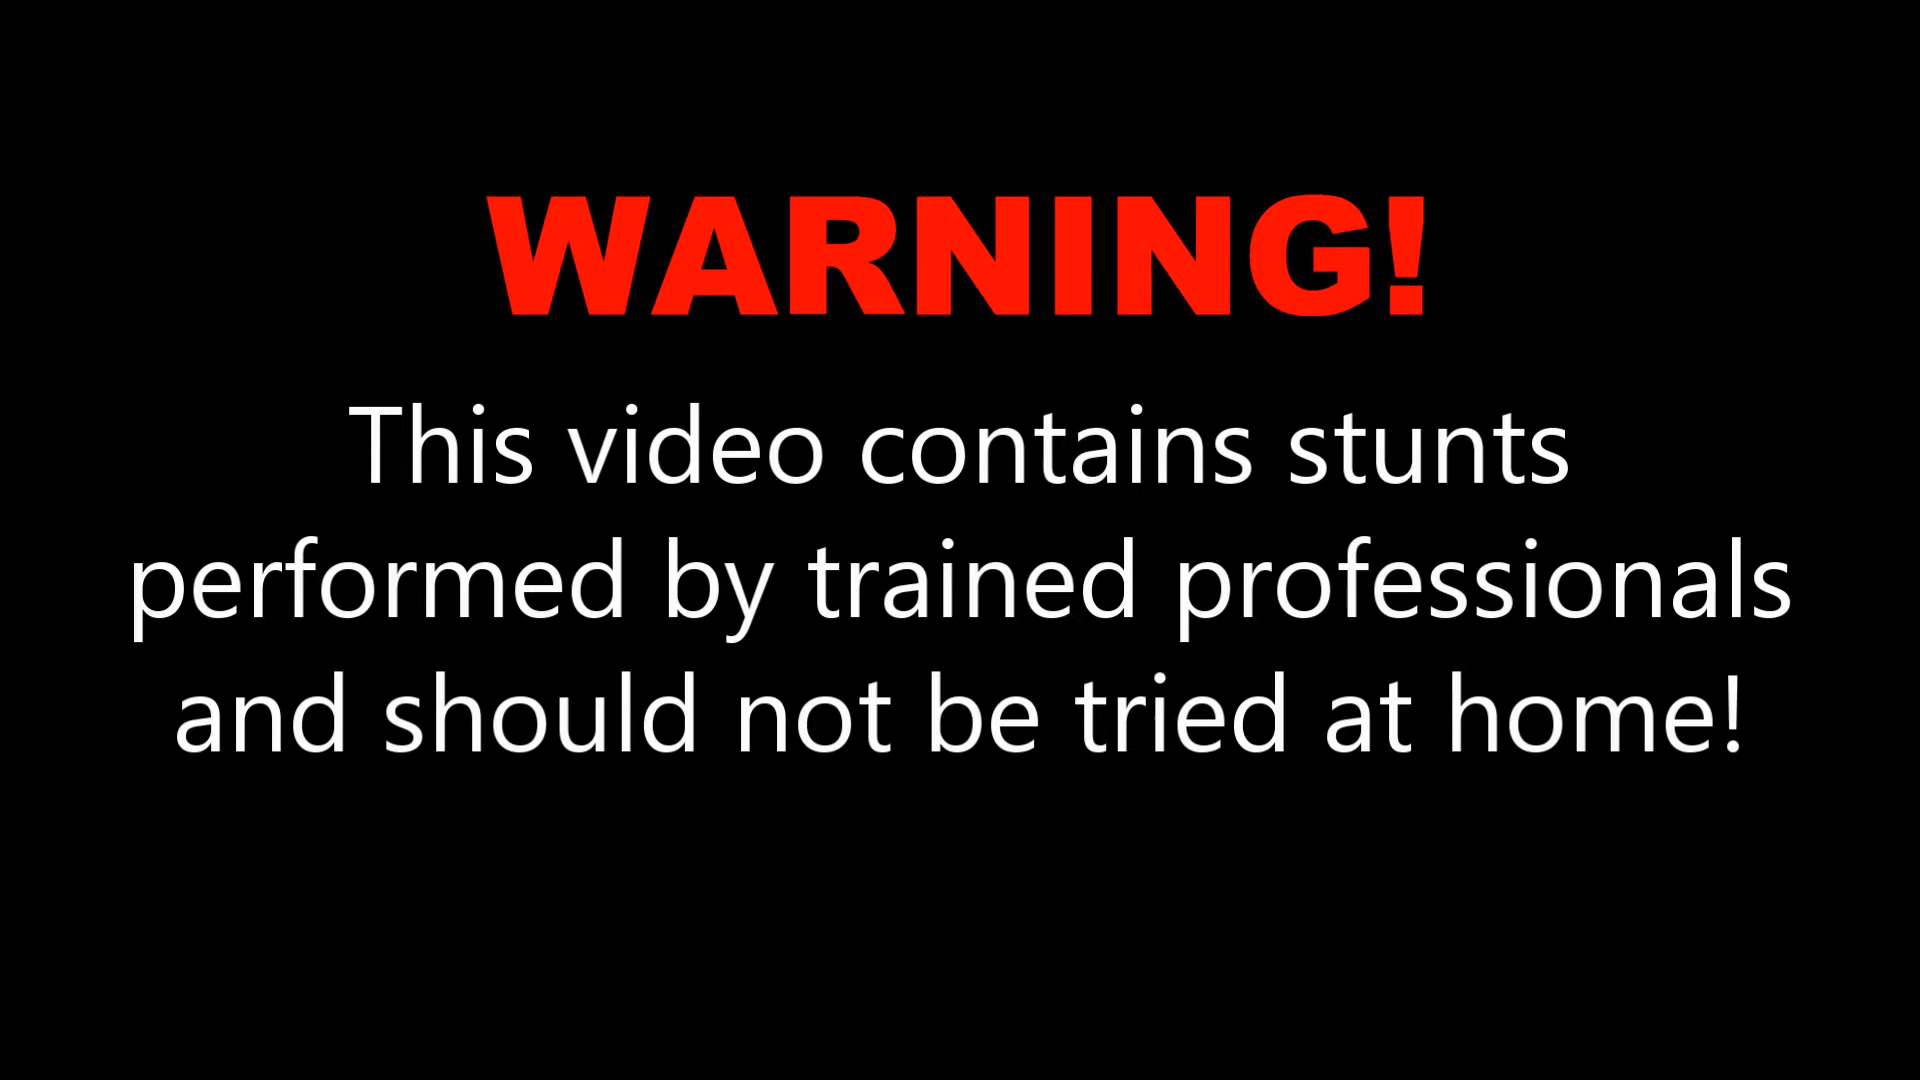 WARNING!
This video contains stunts
performed by trained professionals
and should not be tried at home!